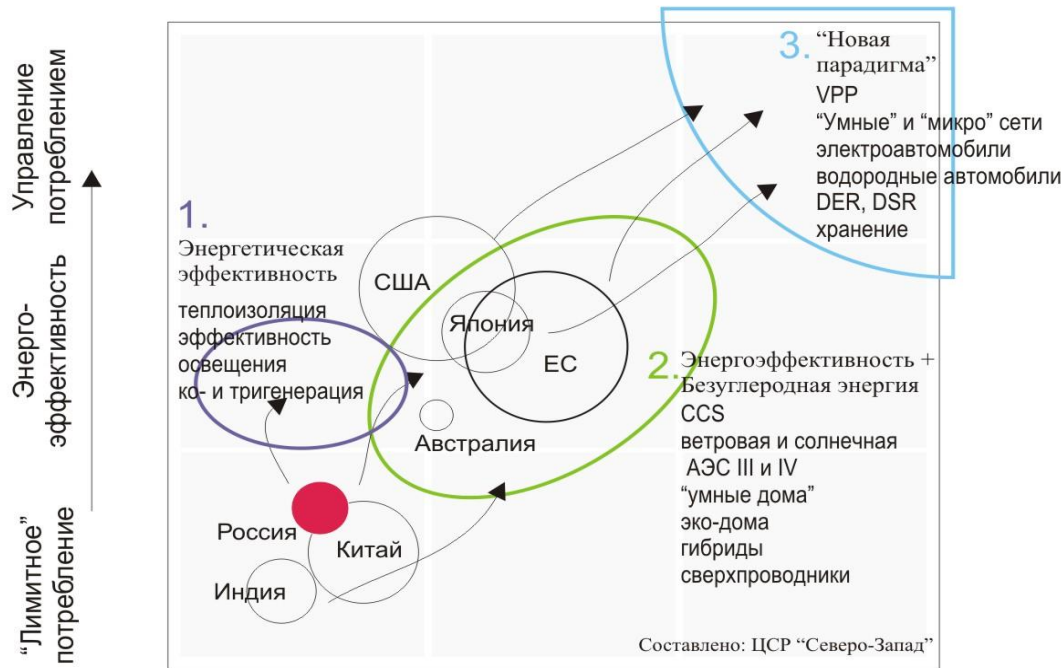 Управление
потреблением
Энерго-
эффективность
“Лимитное”
потребление
1.
Энергетическая
эффективность
теплоизоляция
эффективность
освещения
ко- и тригенерация
США
Япония
ЕС
Австралия
Россия
Китай
Индия
3. “Новая
парадигма”
VPP
“Умные” и “микро” сети
электроавтомобили
водородные автомобили
DER, DSR
хранение
2. Энергоэффективность +
Безуглеродная энергия
CCS
ветровая и солнечная
АЭС III и IV
“умные дома”
эко-дома
гибриды
сверхпроводники
Составлено: ЦСР “Северо-Запад”